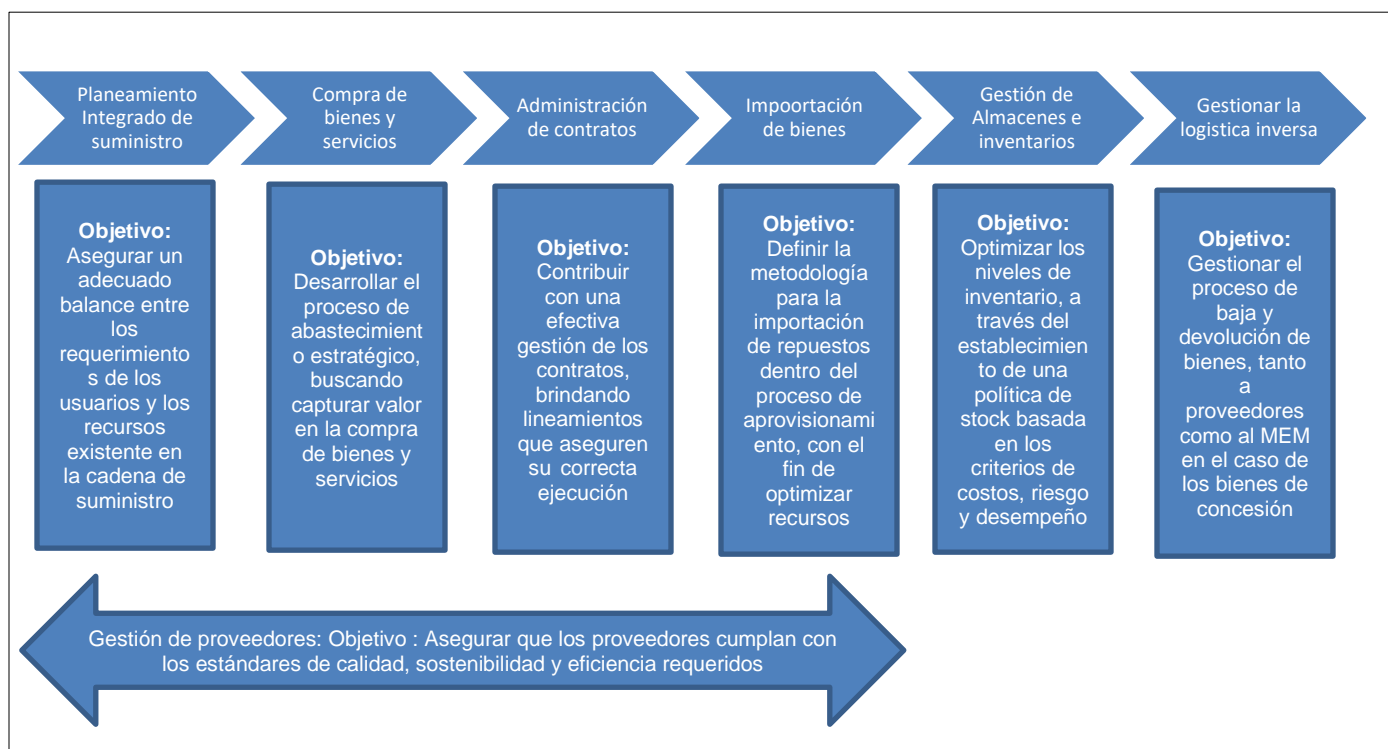 Planeamiento
Integrado de
suministro
Compra de
bienes y
servicios
Administración
de contratos
Impoortación
de bienes
Gestión de
Almacenes e
inventarios
Gestionar la
logistica inversa
Objetivo:
Asegurar un
adecuado
balance entre
los
requerimiento
s de los
usuarios y los
recursos
existente en
la cadena de
suministro
Objetivo:
Desarrollar el
proceso de
abastecimient
o estratégico,
buscando
capturar valor
en la compra
de bienes y
servicios
Objetivo:
Contribuir
con una
efectiva
gestión de los
contratos,
brindando
lineamientos
que aseguren
su correcta
ejecución
Objetivo:
Definir la
metodología
para la
importación
de repuestos
dentro del
proceso de
aprovisionami
ento, con el
fin de
optimizar
recursos
Objetivo:
Optimizar los
niveles de
inventario, a
través del
establecimien
to de una
política de
stock basada
en los
criterios de
costos, riesgo
y desempeño
Objetivo:
Gestionar el
proceso de
baja y
devolución de
bienes, tanto
a
proveedores
como al MEM
en el caso de
los bienes de
concesión
Gestión de proveedores: Objetivo : Asegurar que los proveedores cumplan con
los estándares de calidad, sostenibilidad y eficiencia requeridos